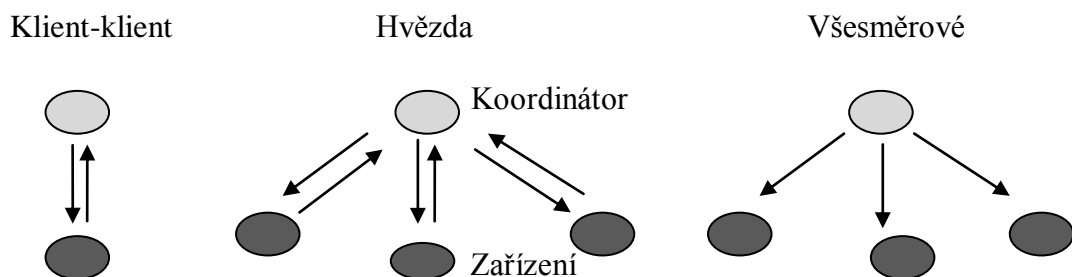 Klient-klient
Hvězda
Všesměrové
Koordinátor
Zařízení